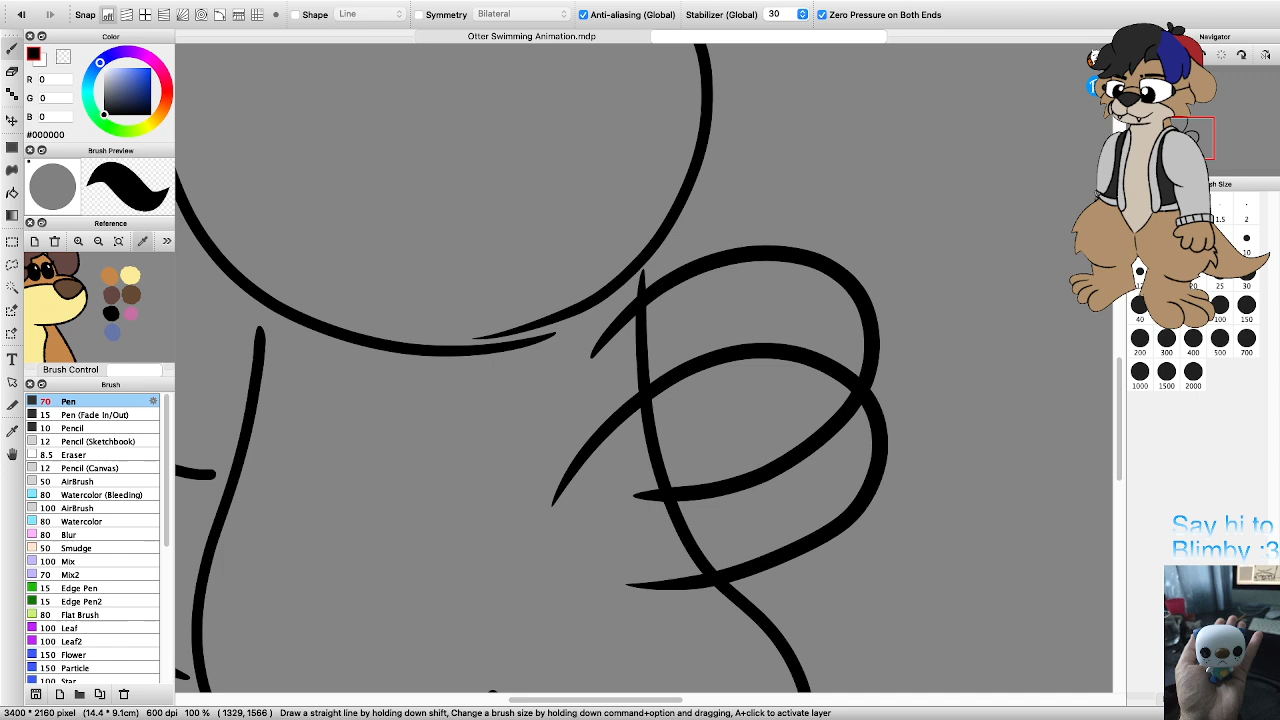 Snap
Shape
Line
Symmetry
Bilateral
Anti-aliasing (Global)
Stabilizer (Global)
30
Zero Pressure on Both Ends
Otter Swimming Animation.mdp
Color
Navigator
R 0
G 0
B 0
#000000
Brush Preview
Reference
Brush Control
Brush
70 Pen
15 Pen (Fade In/Out)
10 Pencil
12 Pencil (Sketchbook)
8.5 Eraser
12 Pencil (Canvas)
50 AirBrush
80 Watercolor (Bleeding)
100 AirBrush
80 Watercolor
80 Blur
50 Smudge
100 Mix
70 Mix2
15 Edge Pen
15 Edge Pen2
80 Flat Brush
100 Leaf
100 Leaf2
150 Flower
150 Particle
100 Star
Size
1.5 2
10
20 25 30
40 100 150
200 300 400 500 700
1000 1500 2000
Say hi to
Blimby :3
3400 * 2160 pixel (14.4 * 9.1cm) 600 dpi 100 % ( 1329, 1566 ) Draw a straight line by holding down shift, Change a brush size by holding down command+option and dragging, A+click to activate layer